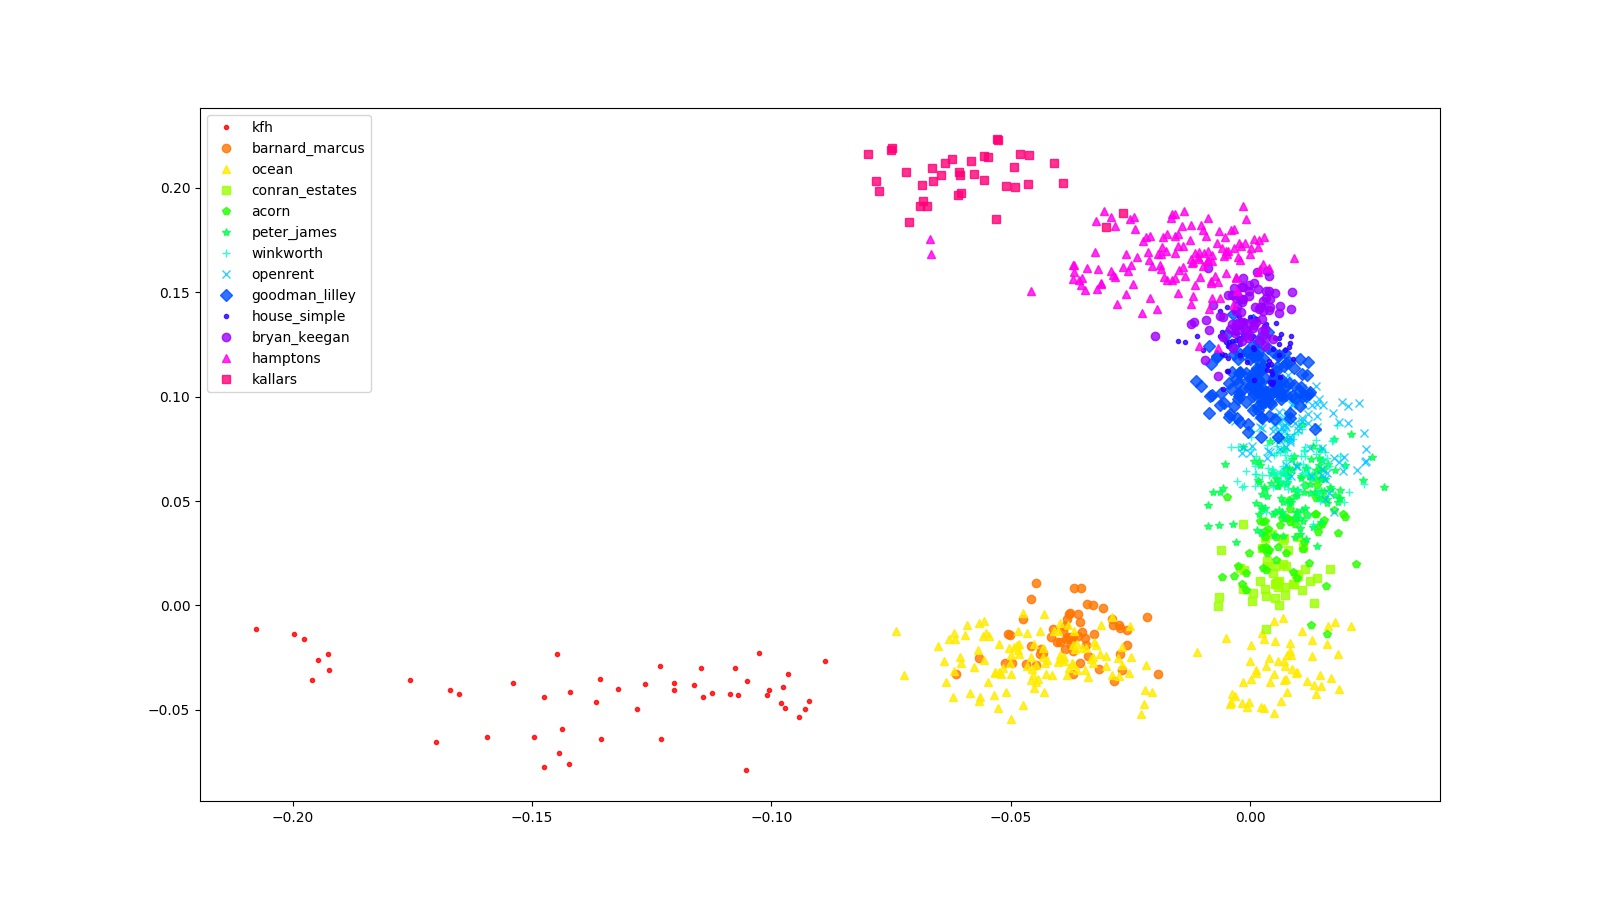 kfh
barnard_marcus
ocean
conran_estates
acorn
peter_james
winkworth
openrent
goodman_lilley
house_simple
bryan_keegan
hamptons
kallars
0.20
0.15
0.10
0.05
0.00
−0.05
−0.20 −0.15 −0.10 −0.05 0.00